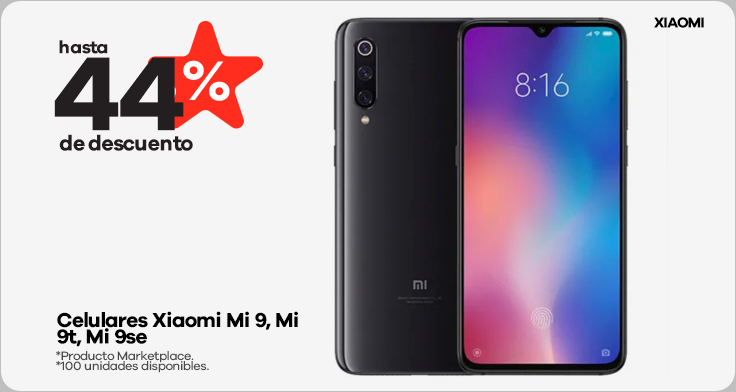 XIAOMI
hasta
44%
de descuento
8:16
mi
Celulares Xiaomi Mi 9, Mi
9t, Mi 9se
*Producto Marketplace.
*100 unidades disponibles.